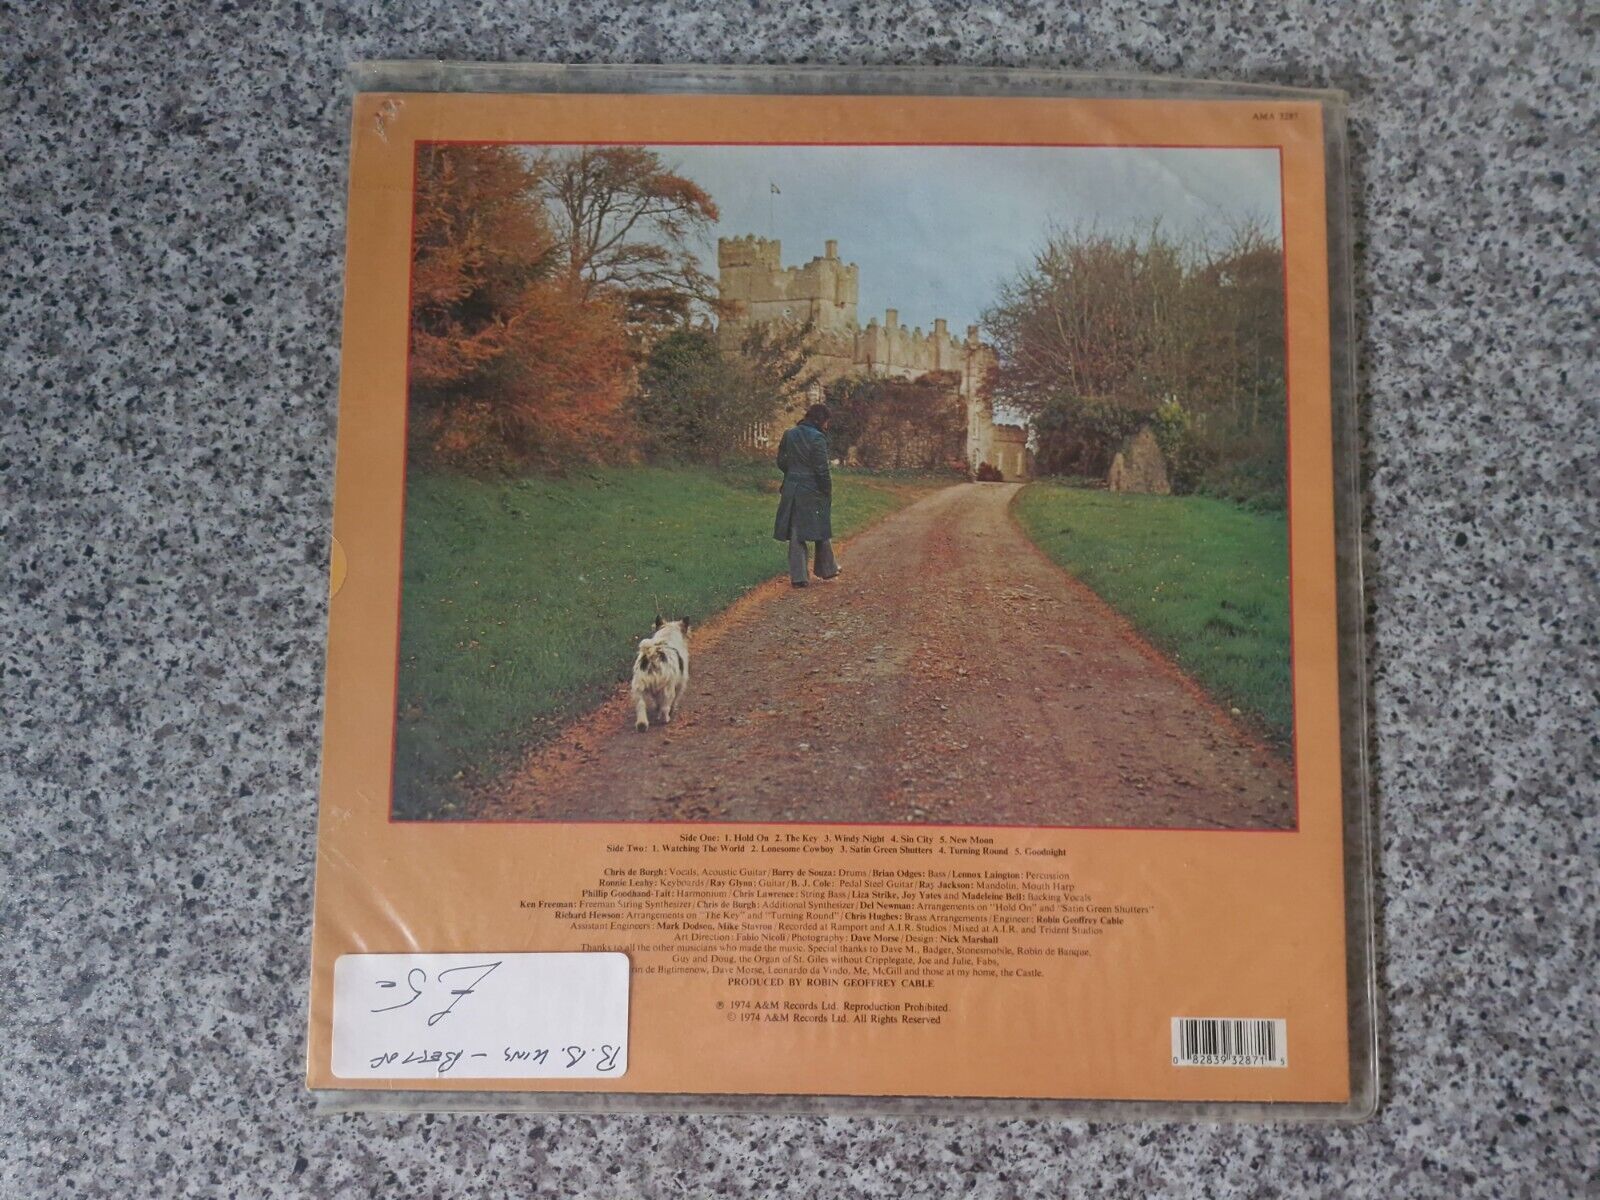 AMA 3287
Side One: 1. Hold On 2. The Key 3. Windy Night 4. Sin City 5. New Moon
Side Two: 1. Watching The World 2. Lonesome Cowboy 3. Satin Green Shutters 4. Turning Round 5. Goodnight
Chris de Burgh: Vocals, Acoustic Guitar/Barry de Souza: Drums/Brian Odges: Bass/Lennox Laington: Percussion
Ronnie Leahy: Keyboards/Ray Glynn: Guitar/B. J. Cole: Pedal Steel Guitar/Ray Jackson: Mandolin, Mouth Harp
Phillip Goodhand-Tait: Harmonium/Chris Lawrence: String Bass/Liza Strike, Joy Yates and Madeleine Bell: Backing Vocals
Ken Freeman: Freeman String Synthesizer/Chris de Burgh: Additional Synthesizer/Del Newman: Arrangements on "Hold On" and "Satin Green Shutters"
Richard Hewson: Arrangements on "The Key" and "Turning Round"/Chris Hughes: Brass Arrangements/Engineer: Robin Geoffrey Cable
Assistant Engineers: Mark Dodson, Mike Stavrou/Recorded at Ramport and A.I.R. Studios/Mixed at A.I.R. and Trident Studios
Art Direction: Fabio Nicoli/Photography: Dave Morse/Design: Nick Marshall
Thanks to all the other musicians who made the music. Special thanks to Dave M., Badger, Stonesmobile, Robin de Banque,
Guy and Doug, the Organ of St. Giles without Cripplegate, Joe and Julie, Fabs,
de Bigtimenow, Dave Morse, Leonardo da Vindo, Me, McGill and those at my home, the Castle.
PRODUCED BY ROBIN GEOFFREY CABLE
℗ 1974 A&M Records Ltd. Reproduction Prohibited.
© 1974 A&M Records Ltd. All Rights Reserved
B.B. KING - BEST OF
0 82839 32871 5